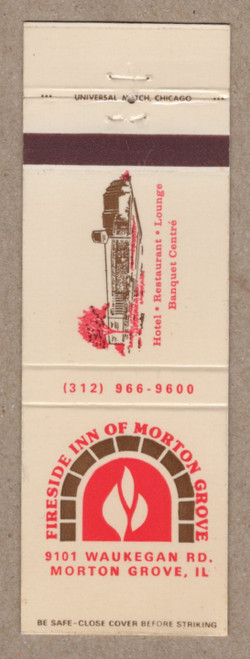 UNIVERSAL MATCH, CHICAGO
Hotel • Restaurant • Lounge
Banquet Centré
(312) 966-9600
FIRESIDE INN OF MORTON GROVE
9101 WAUKEGAN RD.
MORTON GROVE, IL
BE SAFE-CLOSE COVER BEFORE STRIKING